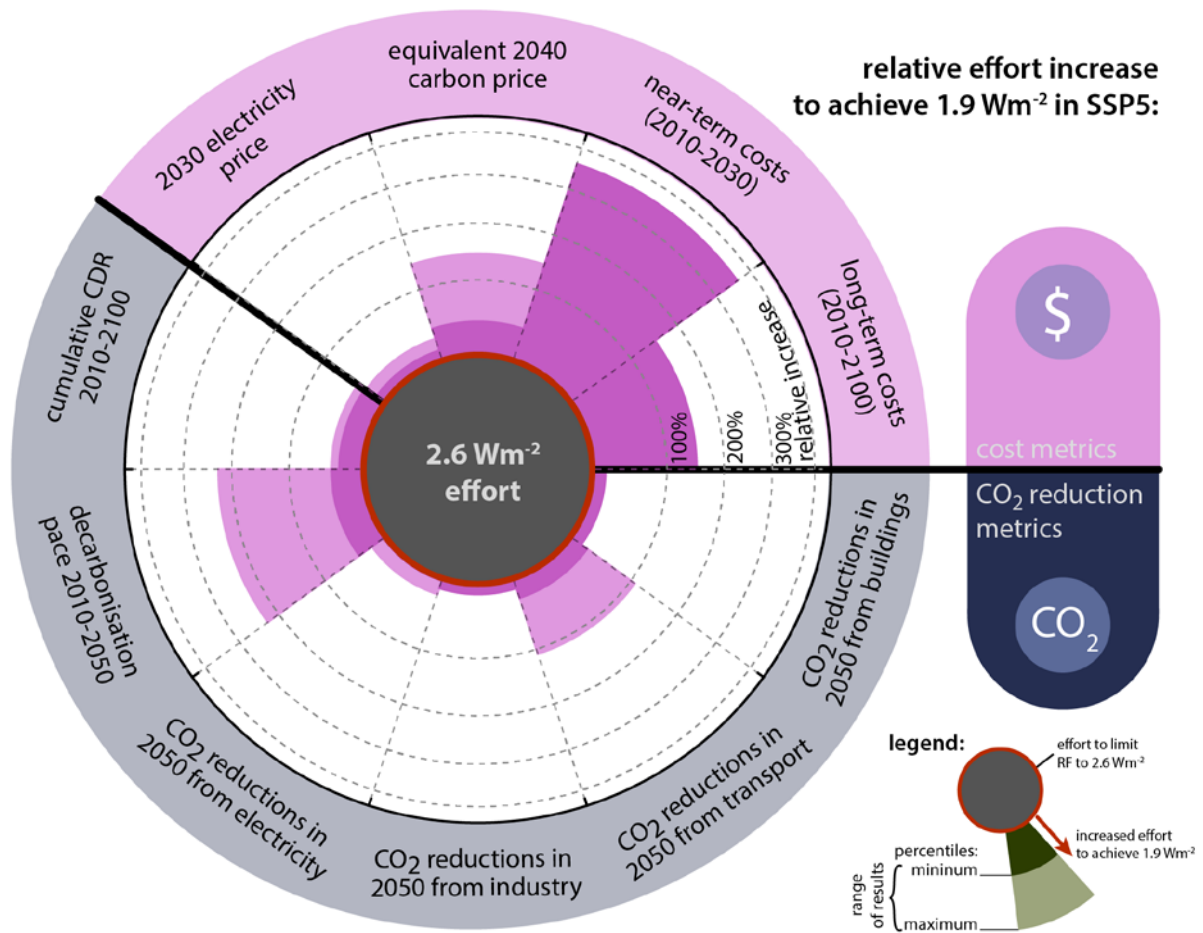 relative effort increase
to achieve 1.9 Wm-2 in SSP5:
equivalent 2040
carbon price
near-term costs
(2010-2030)
long-term costs
(2010-2100)
2030 electricity
price
cumulative CDR
2010-2100
decarbonisation
pace 2010-2050
CO2 reductions in
2050 from electricity
CO2 reductions in
2050 from industry
CO2 reductions in
2050 from transport
CO2 reductions in
2050 from buildings
2.6 Wm-2
effort
100%
200%
300%
relative increase
$
cost metrics
CO2 reduction
metrics
CO2
legend:
effort to limit
RF to 2.6 Wm-2
increased effort
to achieve 1.9 Wm-2
percentiles:
mininum
maximum
range
of results